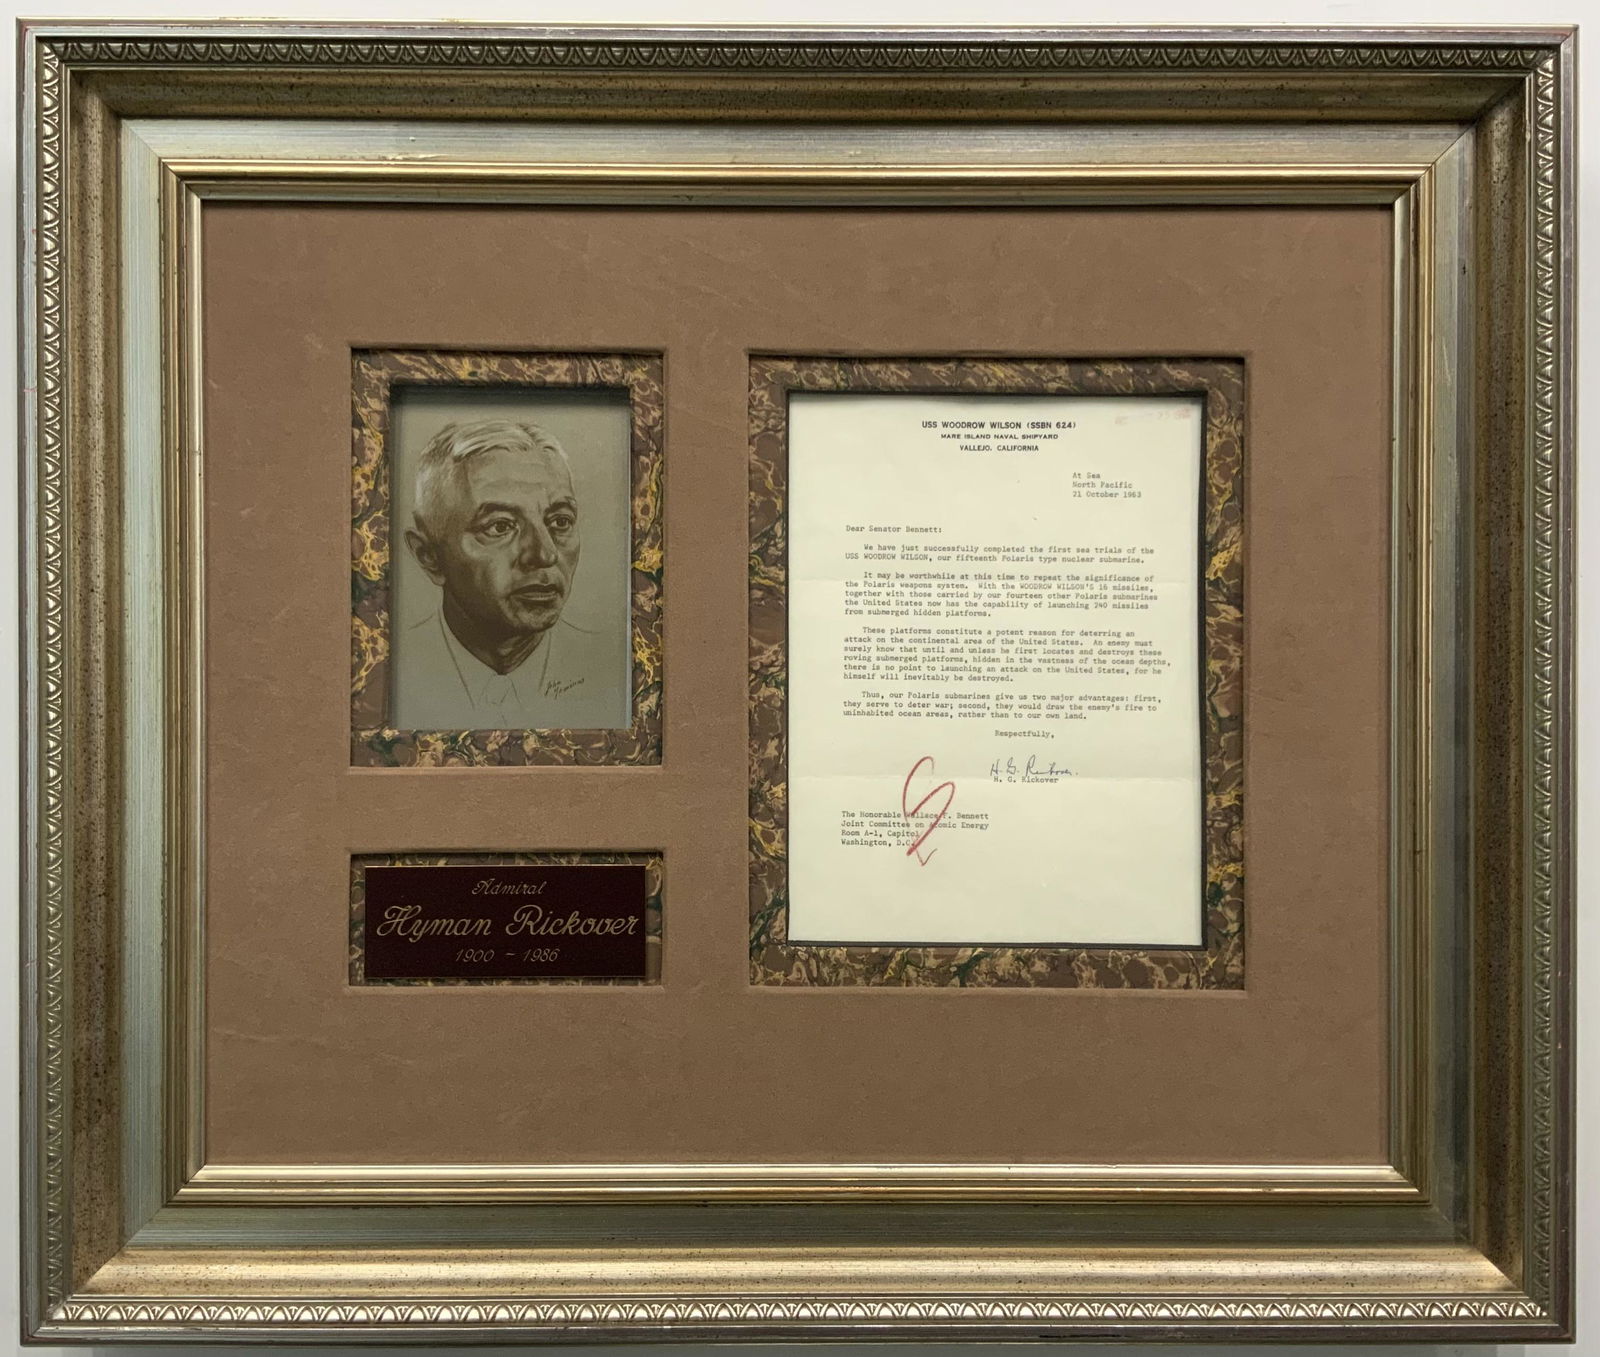 John
Admiral
Hyman Rickover
1900 - 1986
USS WOODROW WILSON (SSBN 624)
MARE ISLAND NAVAL SHIPYARD
VALLEJO, CALIFORNIA
At Sea
North Pacific
21 October 1963
Dear Senator Bennett:
We have just successfully completed the first sea trials of the
USS WOODROW WILSON, our fifteenth Polaris type nuclear submarine.
It may be worthwhile at this time to repeat the significance of
the Polaris weapons system. With the WOODROW WILSON'S 16 missiles,
together with those carried by our fourteen other Polaris submarines
the United States now has the capability of launching 240 missiles
from submerged hidden platforms.
These platforms constitute a potent reason for deterring an
attack on the continental area of the United States. An enemy must
surely know that until and unless he first locates and destroys these
roving submerged platforms, hidden in the vastness of the ocean depths,
there is no point to launching an attack on the United States, for he
himself will inevitably be destroyed.
Thus, our Polaris submarines give us two major advantages: first,
they serve to deter war; second, they would draw the enemy's fire to
uninhabited ocean areas, rather than to our own land.
Respectfully,
H. G. Rickover
H. G. Rickover
The Honorable Wallace F. Bennett
Joint Committee on Atomic Energy
Room A-1, Capitol
Washington, D.C.